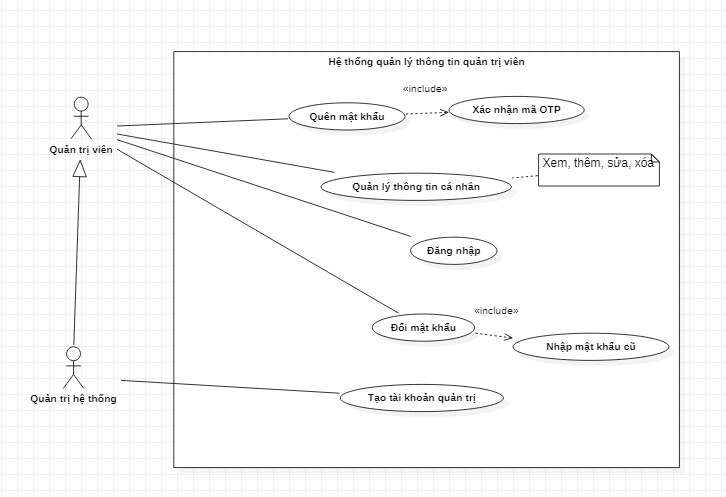 Hệ thống quản lý thông tin quản trị viên
«include»
Quên mật khẩu
Xác nhận mã OTP
Quản trị viên
Xem, thêm, sửa, xóa
Quản lý thông tin cá nhân
Đăng nhập
«include»
Đổi mật khẩu
Nhập mật khẩu cũ
Quản trị hệ thống
Tạo tài khoản quản trị